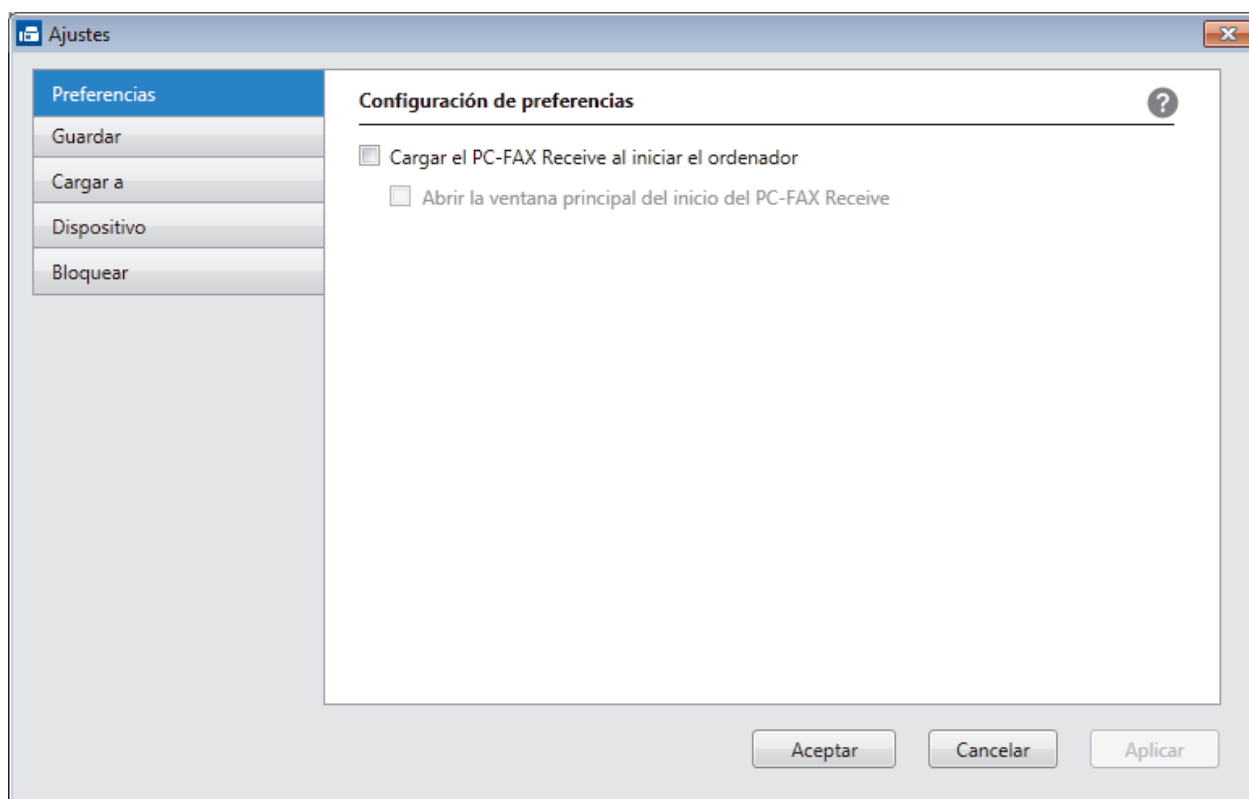 Ajustes
Preferencias
Guardar
Cargar a
Dispositivo
Bloquear
Configuración de preferencias
?
Cargar el PC-FAX Receive al iniciar el ordenador
Abrir la ventana principal del inicio del PC-FAX Receive
Aceptar
Cancelar
Aplicar